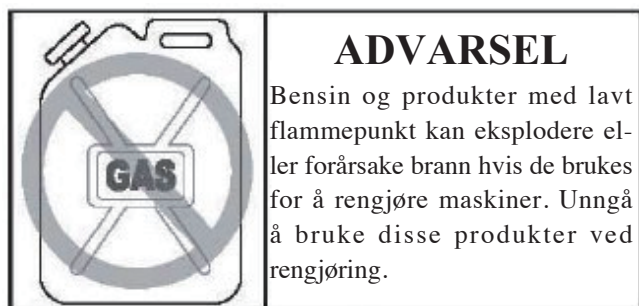 GAS
ADVARSEL
Bensin og produkter med lavt
flammepunkt kan eksplodere el-
ler forårsake brann hvis de brukes
for å rengjøre maskiner. Unngå
å bruke disse produkter ved
rengjøring.